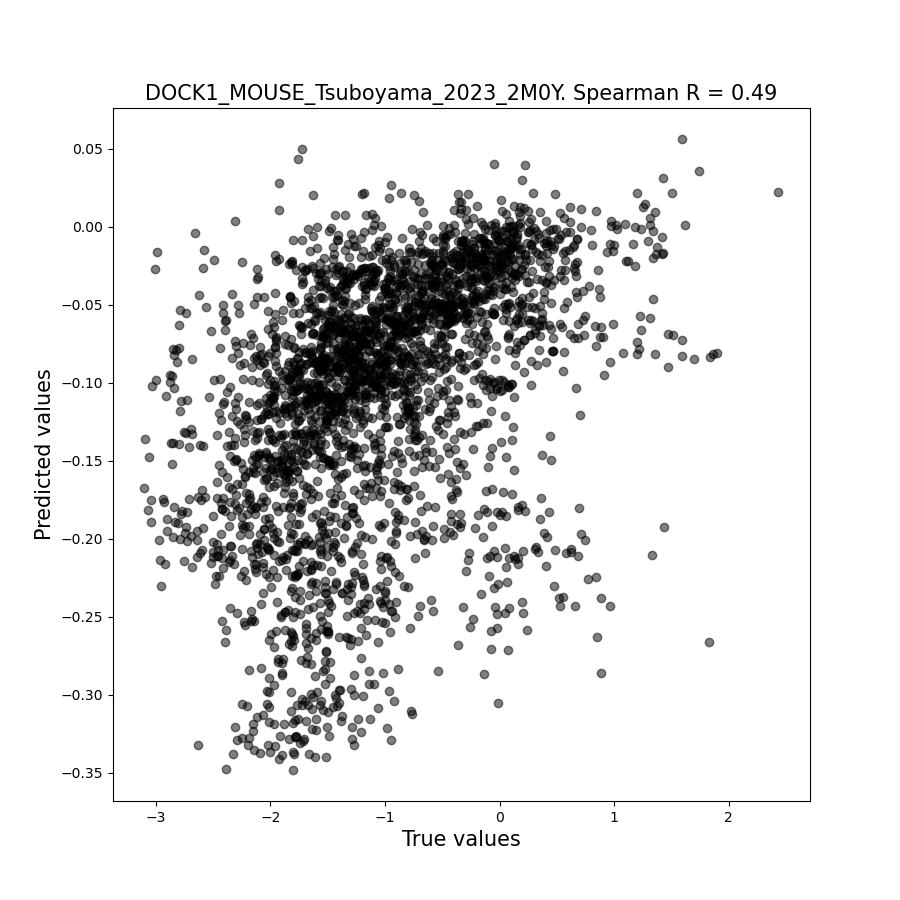 DOCK1_MOUSE_Tsuboyama_2023_2M0Y. Spearman R = 0.49
0.05
0.00
−0.05
−0.10
−0.15
−0.20
−0.25
−0.30
−0.35
Predicted values
−3 −2 −1 0 1 2
True values